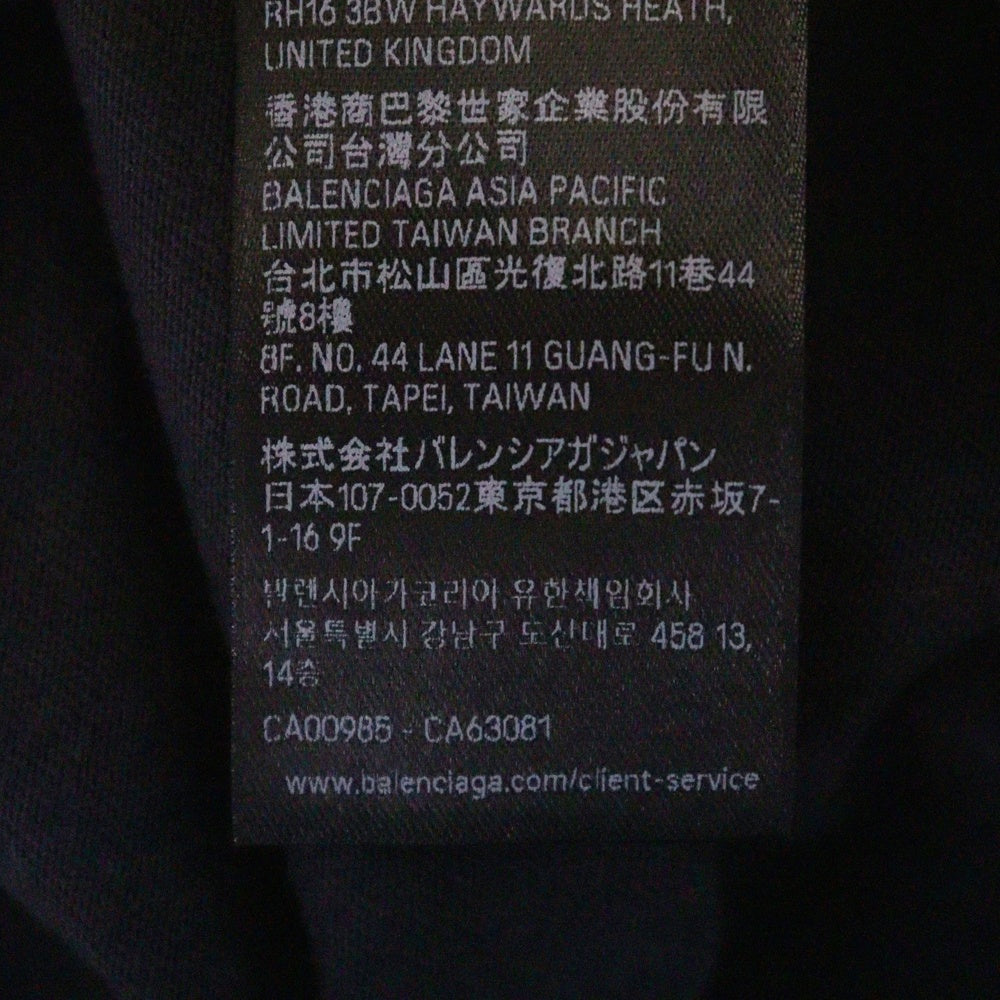 RH16 3BW HAYWARDS HEATH,
UNITED KINGDOM
香港商巴黎世家企業股份有限
公司台灣分公司
BALENCIAGA ASIA PACIFIC
LIMITED TAIWAN BRANCH
台北市松山區光復北路11巷44
號8樓
8F. NO. 44 LANE 11 GUANG-FU N.
ROAD, TAPEI, TAIWAN
株式会社バレンシアガジャパン
日本107-0052東京都港区赤坂7-
1-16 9F
발렌시아가코리아 유한책임회사
서울특별시 강남구 도산대로 458 13,
14층
CA00985 - CA63081
www.balenciaga.com/client-service